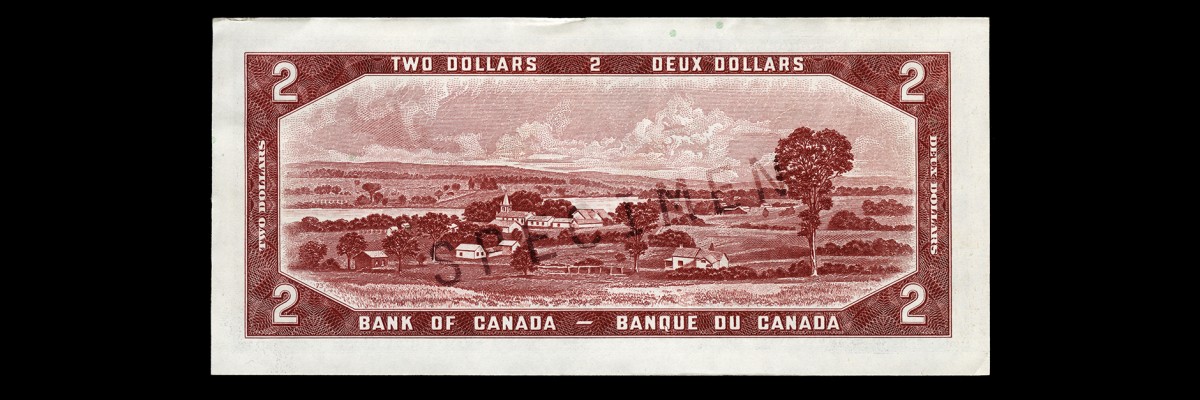 2 TWO DOLLARS 2 DEUX DOLLARS 2
TWO DOLLARS
DEUX DOLLARS
SPECIMEN
2 BANK OF CANADA — BANQUE DU CANADA 2